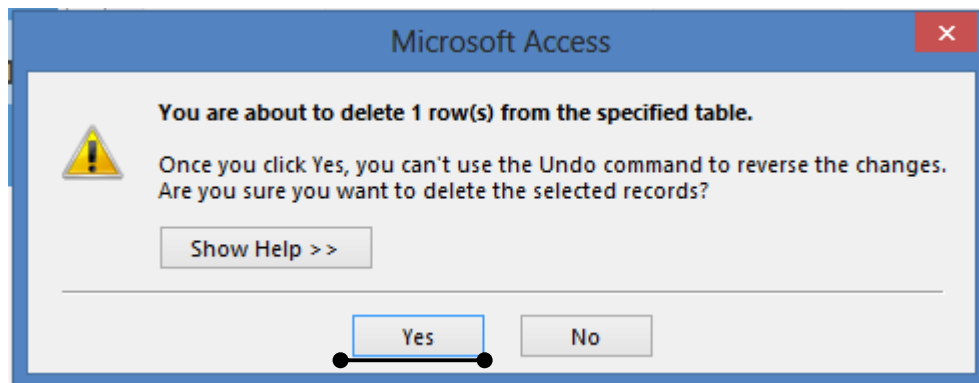 Microsoft Access
You are about to delete 1 row(s) from the specified table.
Once you click Yes, you can't use the Undo command to reverse the changes.
Are you sure you want to delete the selected records?
Show Help >>
Yes
No